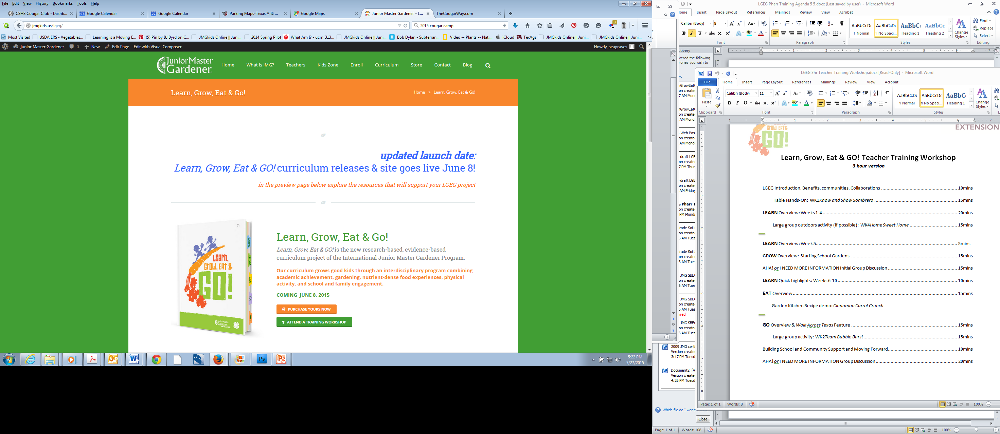 File Edit View History Bookmarks Tools Help
CSHS Cougar Club - Dashb... Google Calendar Google Calendar Parking Maps-Texas A & ... Google Maps Junior Master Gardener – L... TheCougarWay.com
jmgkids.us/lgeg/ 2015 cougar camp 3
Most Visited USDA ERS - Vegetables... Learning is a Moving E... (5) Pin by BJ Byrd on C... JMGkids Online || Juni... 2014 Spring Pilot What Am I? - ucm_313... JMGkids Online || Juni... Bob Dylan - Subterran... Video -- Plants -- Nati... iCloud TexAgs JMGkids Online || Juni... JMGkids Online || Juni...
Junior Master Gardener 0 New Edit Page Edit with Visual Composer Howdy, seagraves
Junior Master
Gardener
Home What is JMG? Teachers Kids Zone Enroll Curriculum Store Contact Blog
Learn, Grow, Eat & Go! Home » Learn, Grow, Eat & Go!
updated launch date:
Learn, Grow, Eat & GO! curriculum releases & site goes live June 8!
in the preview page below explore the resources that will support your LGEG project
Learn,
Grow, Eat &
GO!
Learn
Grow!
Eat
Go
Learn, Grow, Eat & Go!
Learn, Grow, Eat & GO! is the new research-based, evidence-based
curriculum project of the International Junior Master Gardener Program.
Our curriculum grows good kids through an interdisciplinary program combining
academic achievement, gardening, nutrient-dense food experiences, physical
activity, and school and family engagement.
COMING JUNE 8, 2015
PURCHASE YOURS NOW
ATTEND A TRAINING WORKSHOP
5:22 PM
5/27/2015
LGEG Pharr Training Agenda 5 5.docx (Last saved by user) - Microsoft Word
ome Insert Page Layout References Mailings Review View Acrobat
Calibri (Body) 8
AaBbCcDc AaBbCcDc AaBbC AaBbCc
¶ Normal ¶ No Spaci... Heading 1 Heading 2
Change
Styles
Find
Replace
Select
Font Paragraph Styles Editing
covery
vered the following
ones you wish to
LGEG 3hr Teacher Training Workshop.docx [Read-Only] - Microsoft Word
File Home Insert Page Layout References Mailings Review View Acrobat
Paste
Calibri (Body) 11
AaBbCcDc AaBbCcDc AaBbC
¶ Normal ¶ No Spaci... Heading 1
Change
Styles
Clipboard Font Paragraph Styles
GROW! EAT &
GO!
EXTENSION
Learn, Grow, Eat & GO! Teacher Training Workshop
3 hour version
LGEG Introduction, Benefits, communities, Collaborations ........ 10mins
Table Hands-On: WK1Know and Show Sombrero ........ 15mins
LEARN Overview: Weeks 1-4 ........ 20mins
Large group outdoors activity (if possible): WK4Home Sweet Home ........ 15mins
LEARN Overview: Week 5........ 5mins
GROW Overview: Starting School Gardens ........ 15mins
AHA! or I NEED MORE INFORMATION Initial Group Discussion ........ 15mins
LEARN Quick highlights: Weeks 6-10 ........ 10mins
EAT Overview........ 15mins
Garden Kitchen Recipe demo: Cinnamon Carrot Crunch
GO Overview & Walk Across Texas Feature ........ 15mins
Large group activity: WK2Team Bubble Burst........ 15mins
Building School and Community Support and Moving Forward........ 10mins
AHA! or I NEED MORE INFORMATION Group Discussion........ 20mins
2009 JMG certi
Version create
3:17 PM Tuesd
Document2 [A
Version create
4:26 PM Tuesd
Page: 1 of 1 Words: 8 100%
Which file do I want to save?
Close
Page: 1 of 1 Words: 108 100%